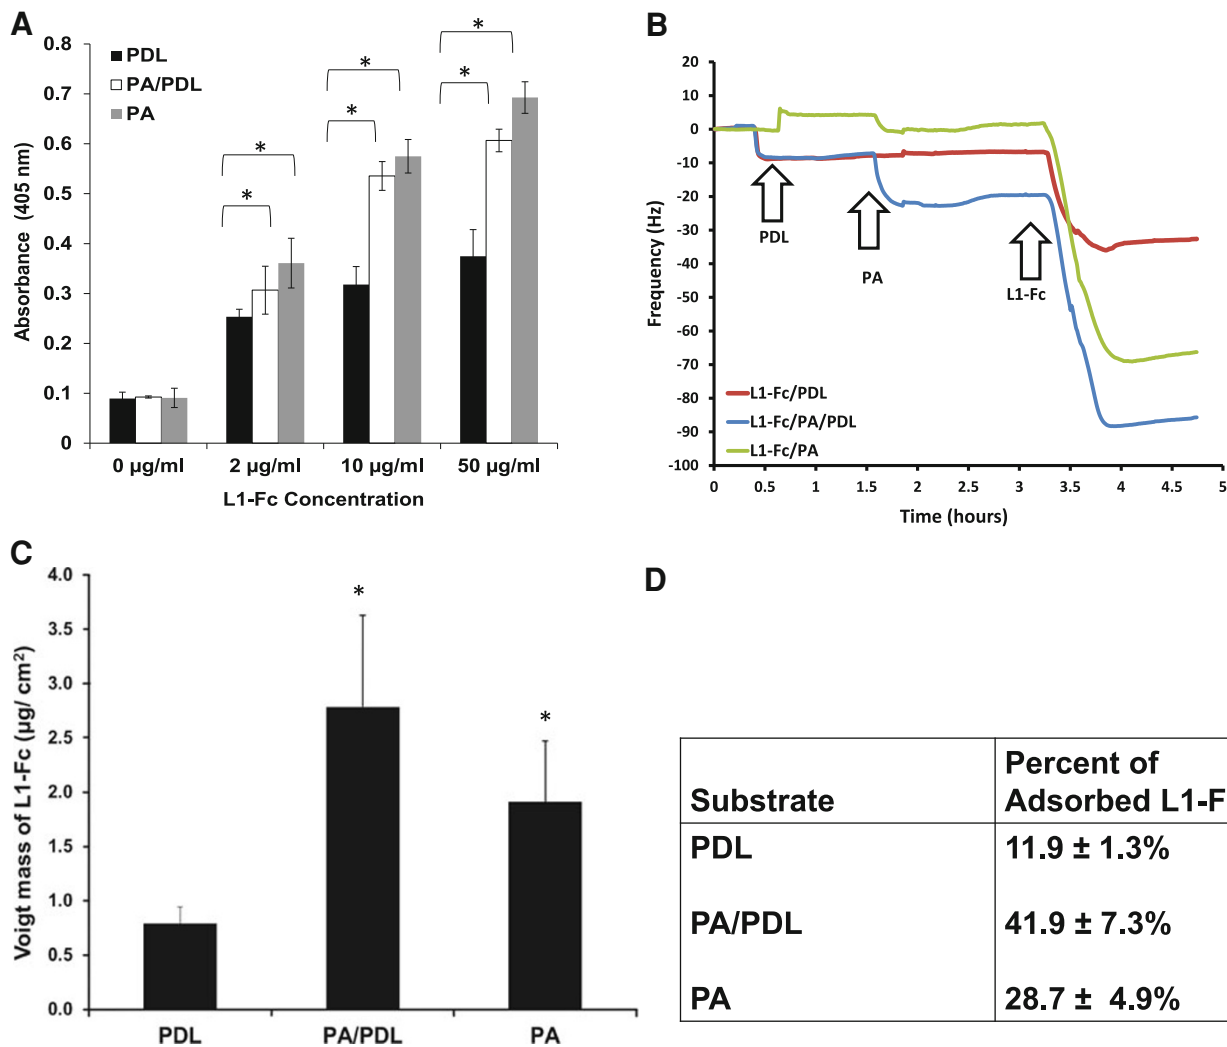 A
0.8
0.7
0.6
0.5
0.4
0.3
0.2
0.1
0
Absorbance (405 nm)
PDL
PA/PDL
PA
* *
* *
* *
0 µg/ml 2 µg/ml 10 µg/ml 50 µg/ml
L1-Fc Concentration
B
20
10
0
-10
-20
-30
-40
-50
-60
-70
-80
-90
-100
Frequency (Hz)
PDL
PA
L1-Fc
L1-Fc/PDL
L1-Fc/PA/PDL
L1-Fc/PA
0 0.5 1 1.5 2 2.5 3 3.5 4 4.5 5
Time (hours)
C
4.0
3.5
3.0
2.5
2.0
1.5
1.0
0.5
0.0
Voigt mass of L1-Fc (µg/ cm²)
*
*
PDL PA/PDL PA
D
Substrate
Percent of
Adsorbed L1-F
PDL 11.9 ± 1.3%
PA/PDL 41.9 ± 7.3%
PA 28.7 ± 4.9%